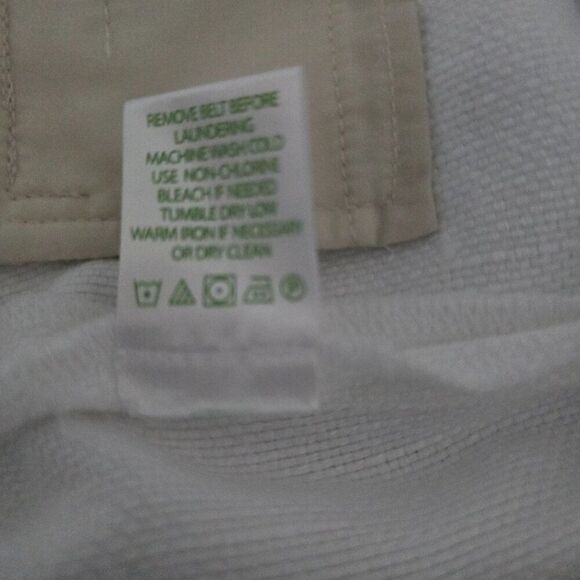 REMOVE BELT BEFORE
LAUNDERING
MACHINE WASH COLD
USE NON-CHLORINE
BLEACH IF NEEDED
TUMBLE DRY LOW
WARM IRON IF NECESSARY
OR DRY CLEAN